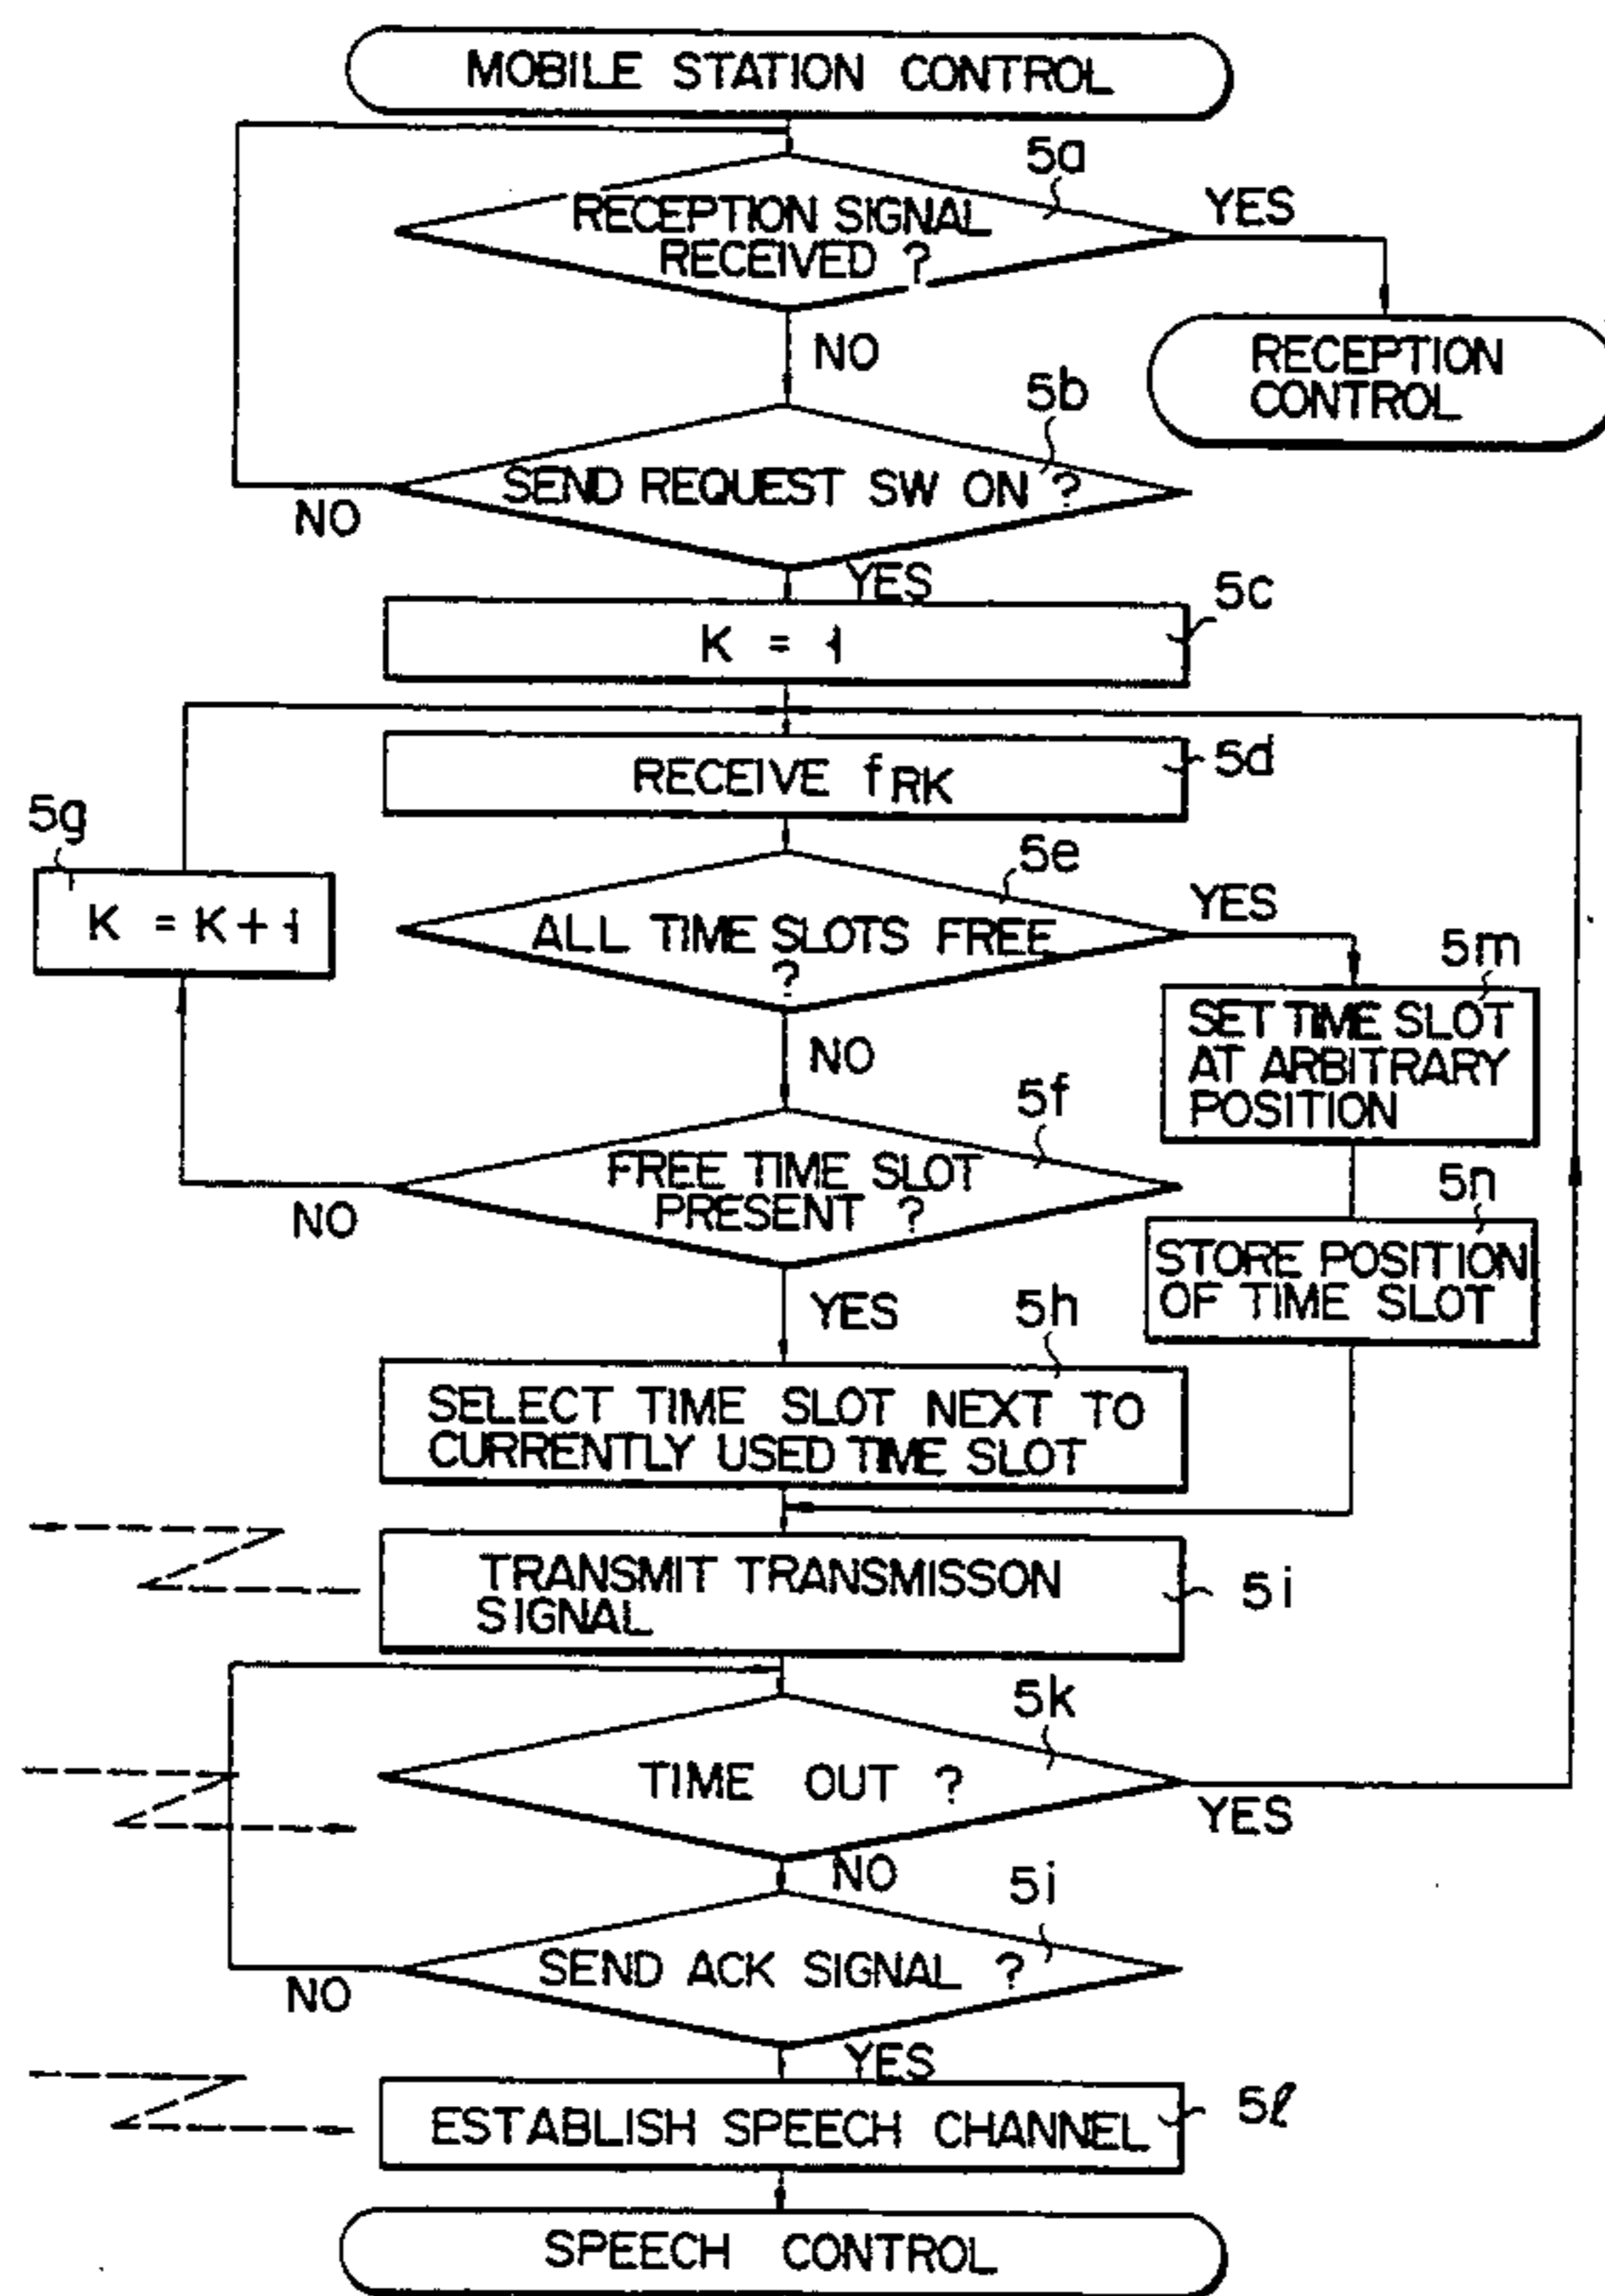 MOBILE STATION CONTROL
5a
RECEPTION SIGNAL
RECEIVED ?
YES
NO
RECEPTION
CONTROL
5b
SEND REQUEST SW ON ?
NO
YES
5c
K = 1
RECEIVE fRK
5d
5g
K = K+1
5e
ALL TIME SLOTS FREE
?
YES
NO
5m
SET TIME SLOT
AT ARBITRARY
POSITION
5f
FREE TIME SLOT
PRESENT ?
NO
YES
5n
STORE POSITION
OF TIME SLOT
5h
SELECT TIME SLOT NEXT TO
CURRENTLY USED TIME SLOT
TRANSMIT TRANSMISSON
SIGNAL
5i
5k
TIME OUT ?
YES
NO
5i
SEND ACK SIGNAL ?
NO
YES
ESTABLISH SPEECH CHANNEL
5ℓ
SPEECH CONTROL